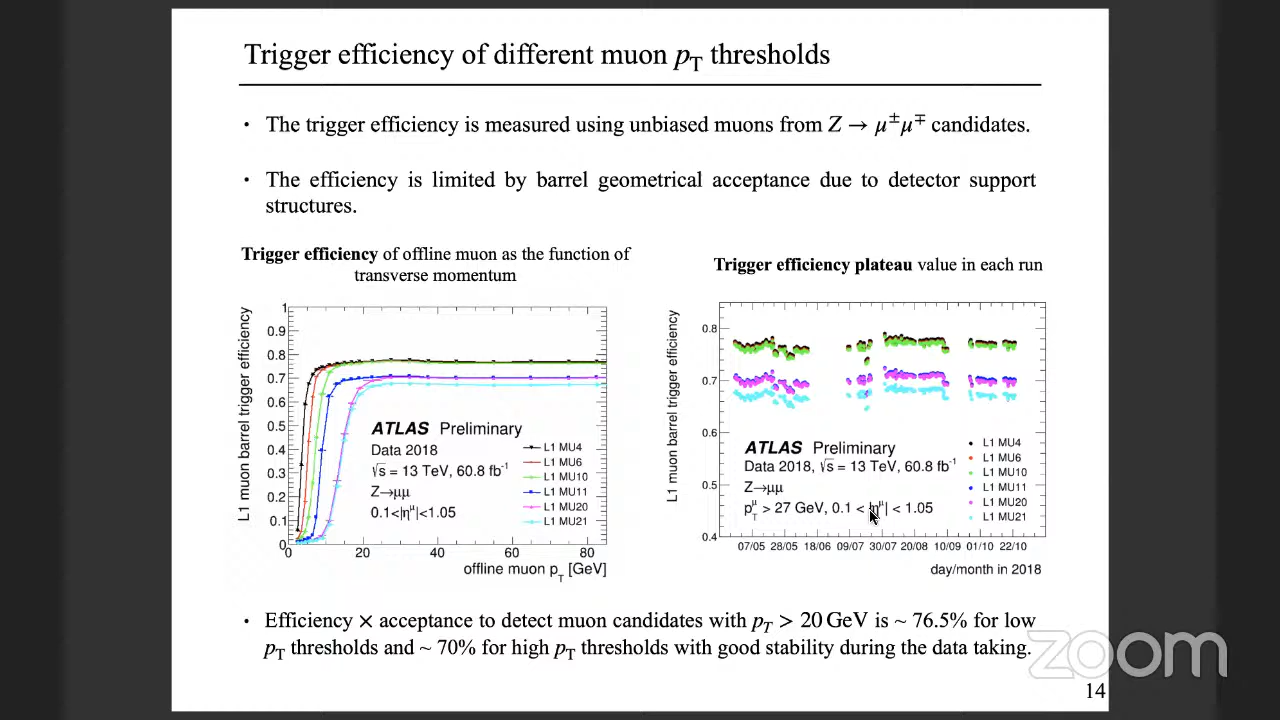 Trigger efficiency of different muon pT thresholds
• The trigger efficiency is measured using unbiased muons from Z → μ±μ∓ candidates.
• The efficiency is limited by barrel geometrical acceptance due to detector support
structures.
Trigger efficiency of offline muon as the function of
transverse momentum
L1 muon barrel trigger efficiency
1
0.9
0.8
0.7
0.6
0.5
0.4
0.3
0.2
0.1
0
ATLAS Preliminary
Data 2018
√s = 13 TeV, 60.8 fb-1
Z→μμ
0.1<|ημ|<1.05
L1 MU4
L1 MU6
L1 MU10
L1 MU11
L1 MU20
L1 MU21
0 20 40 60 80
offline muon pT [GeV]
Trigger efficiency plateau value in each run
L1 muon barrel trigger efficiency
0.8
0.7
0.6
0.5
0.4
ATLAS Preliminary
Data 2018, √s = 13 TeV, 60.8 fb-1
Z→μμ
pTμ > 27 GeV, 0.1 < |ημ| < 1.05
L1 MU4
L1 MU6
L1 MU10
L1 MU11
L1 MU20
L1 MU21
07/05 28/05 18/06 09/07 30/07 20/08 10/09 01/10 22/10
day/month in 2018
• Efficiency × acceptance to detect muon candidates with pT > 20 GeV is ~ 76.5% for low
pT thresholds and ~ 70% for high pT thresholds with good stability during the data taking.
zoom
14